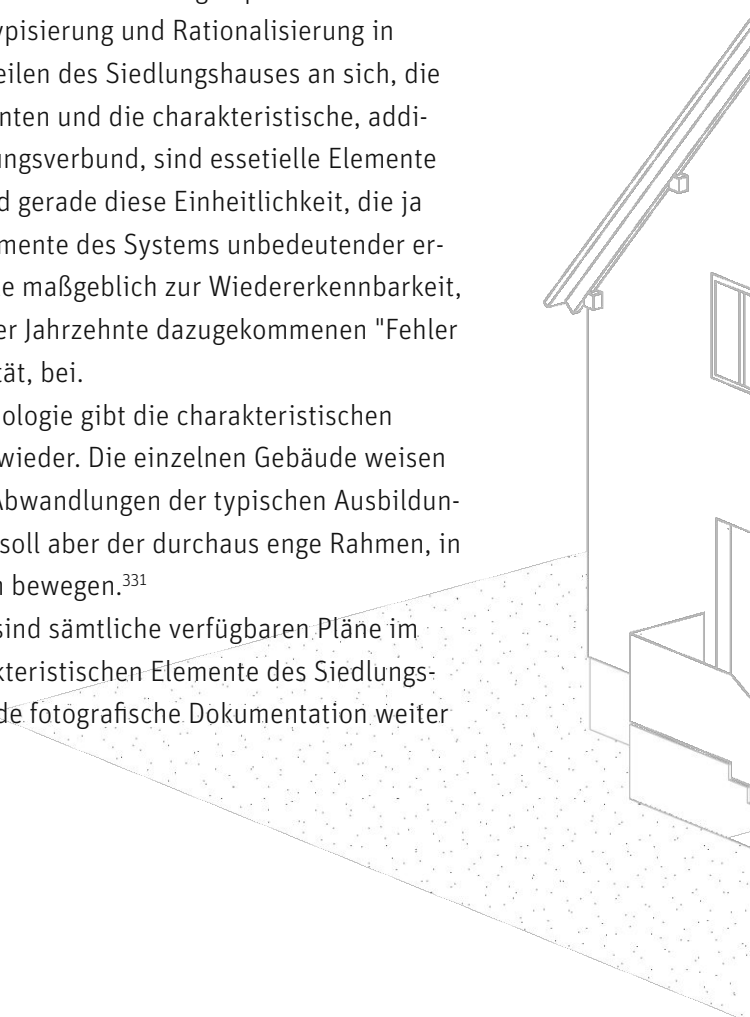 ypisierung und Rationalisierung in
eilen des Siedlungshauses an sich, die
nten und die charakteristische, addi-
ungsverbund, sind essetielle Elemente
d gerade diese Einheitlichkeit, die ja
mente des Systems unbedeutender er-
e maßgeblich zur Wiedererkennbarkeit,
er Jahrzehnte dazugekommenen "Fehler
tät, bei.
ologie gibt die charakteristischen
wieder. Die einzelnen Gebäude weisen
Abwandlungen der typischen Ausbildun-
soll aber der durchaus enge Rahmen, in
n bewegen.³³¹
sind sämtliche verfügbaren Pläne im
kteristischen Elemente des Siedlungs-
de fotografische Dokumentation weiter